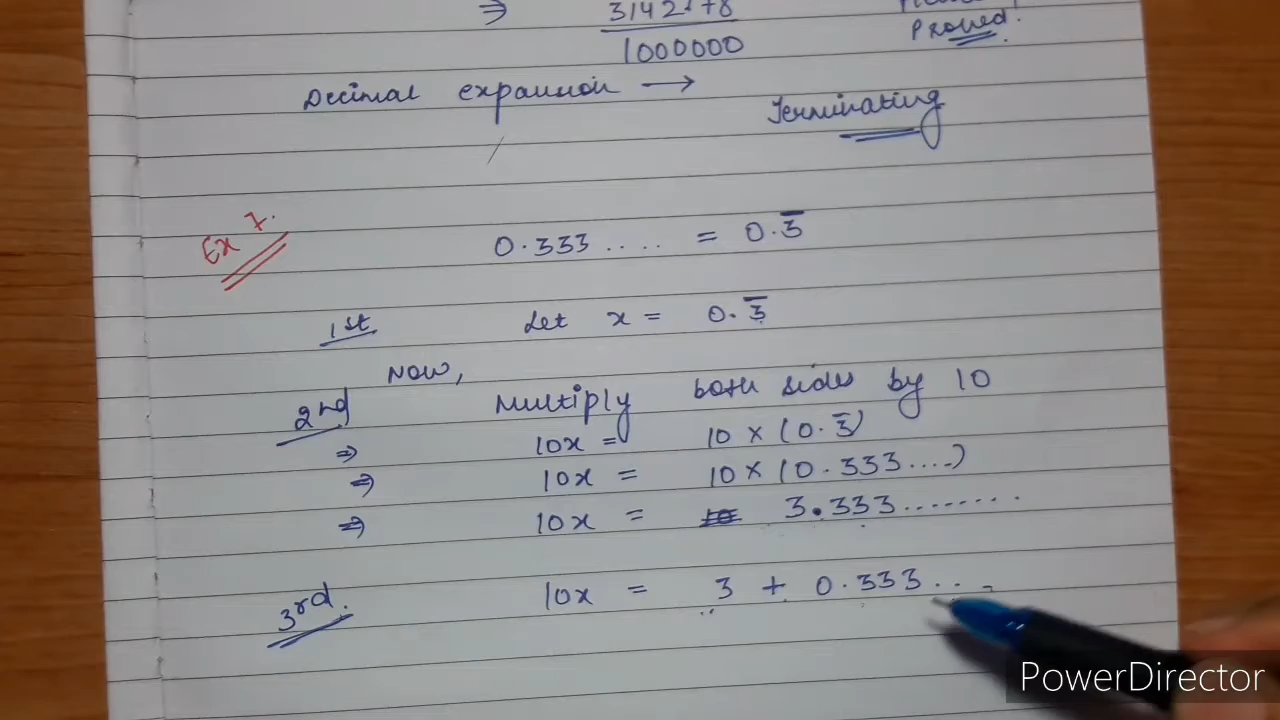 ⇒ 3142178
1000000
Proved.
Decimal expansion → Terminating
Ex 7.
0.333.... = 0.3̅
1st Let x = 0.3̅
Now,
2nd Multiply both sides by 10
⇒ 10x = 10 × (0.3̅)
⇒ 10x = 10 × (0.333....)
⇒ 10x = 3.333........
3rd. 10x = 3 + 0.333...
PowerDirector